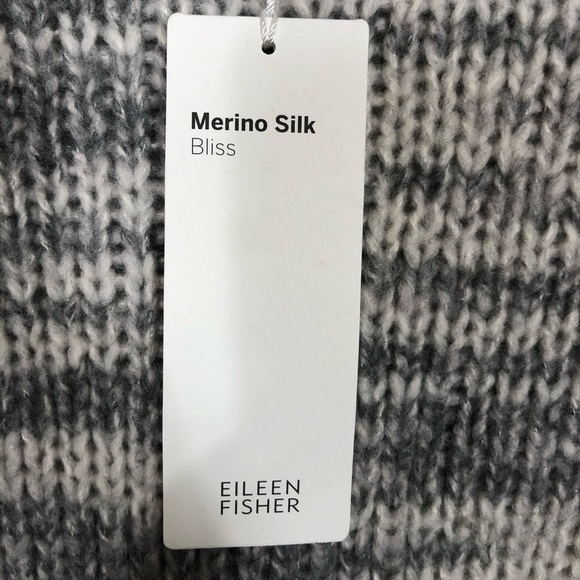 Merino Silk
Bliss
EILEEN
FISHER